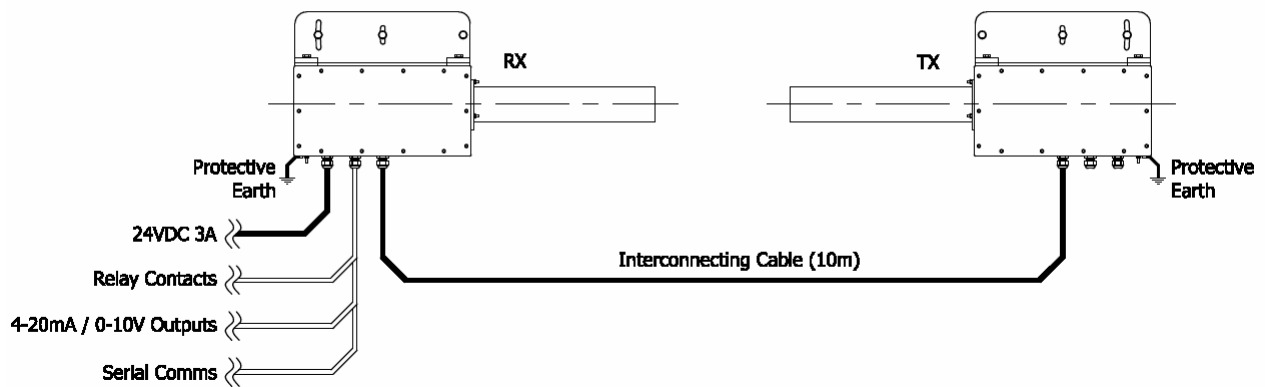 RX
TX
Protective
Earth
Protective
Earth
24VDC 3A
Interconnecting Cable (10m)
Relay Contacts
4-20mA / 0-10V Outputs
Serial Comms